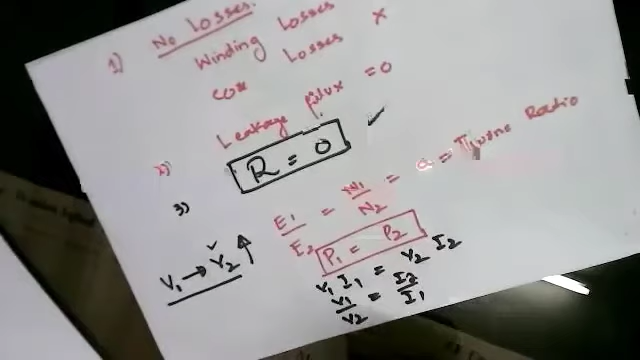 1) No Losses.
Winding Losses x
Losses
Leakage flux = 0
2)
R = 0 ✓
3)
E1/E2 = N1/N2 = a = Turns Ratio
P1 = P2
V1 → V2 ↑
V1 I1 = V2 I2
V1/V2 = I2/I1